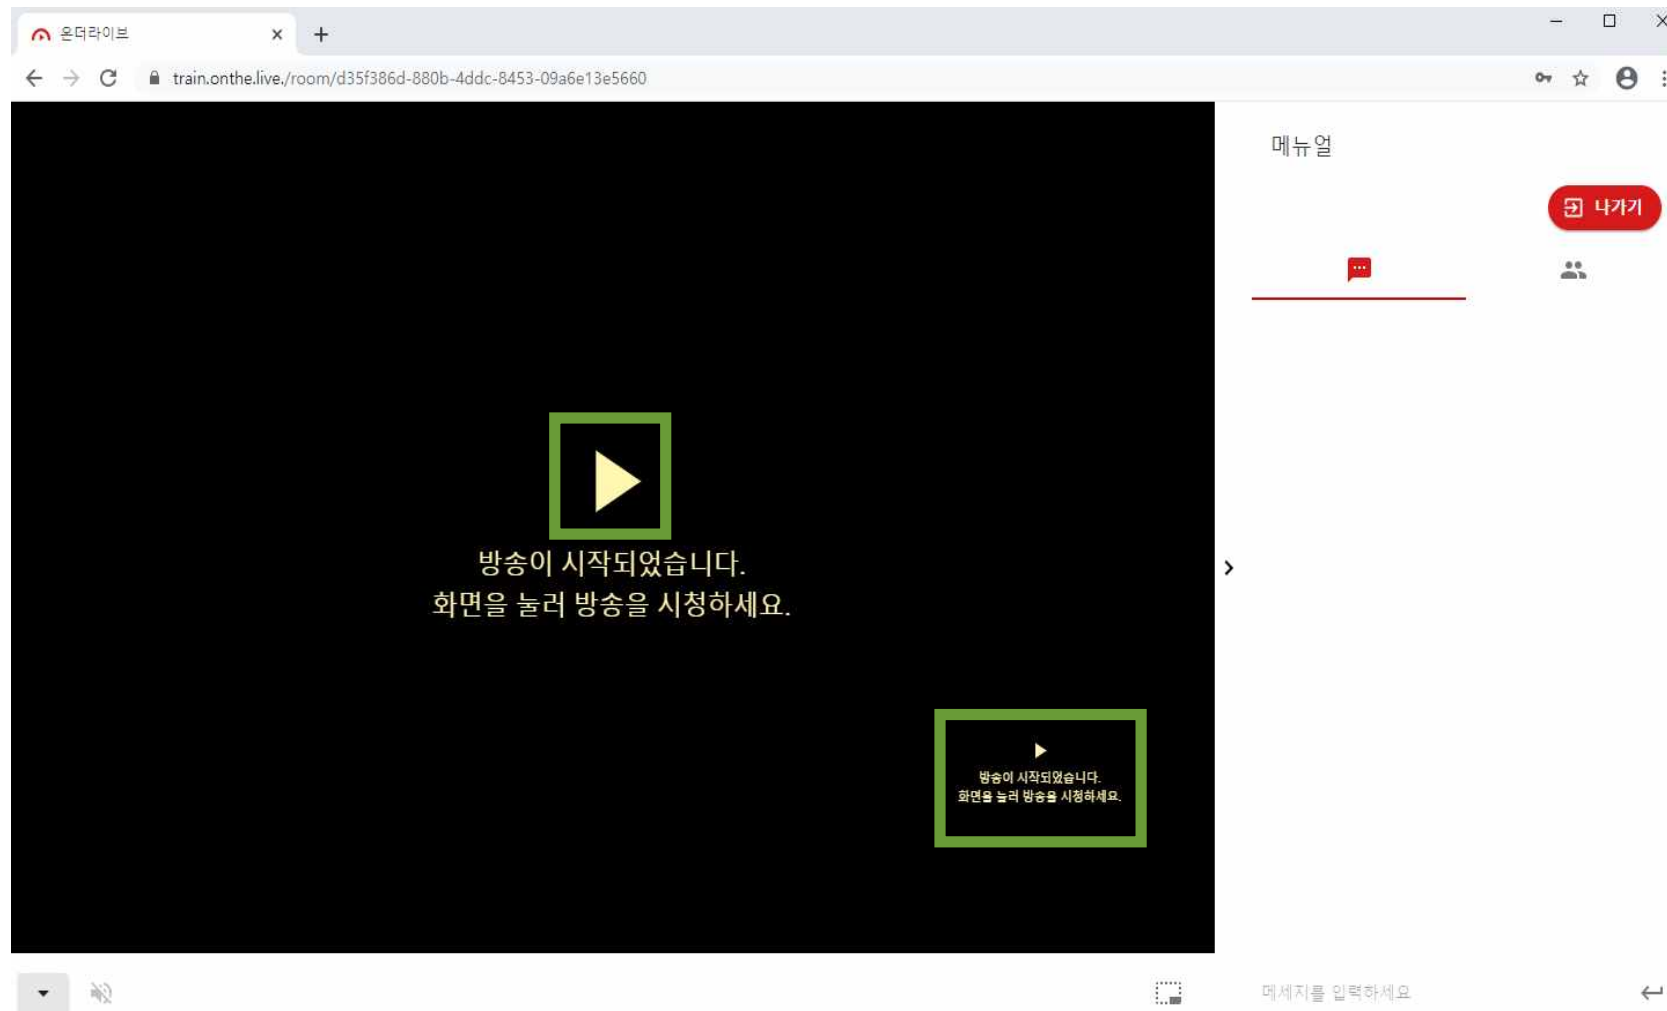 온더라이브
train.onthe.live./room/d35f386d-880b-4ddc-8453-09a6e13e5660
메뉴얼
나가기
방송이 시작되었습니다.
화면을 눌러 방송을 시청하세요.
방송이 시작되었습니다.
화면을 눌러 방송을 시청하세요.
메세지를 입력하세요